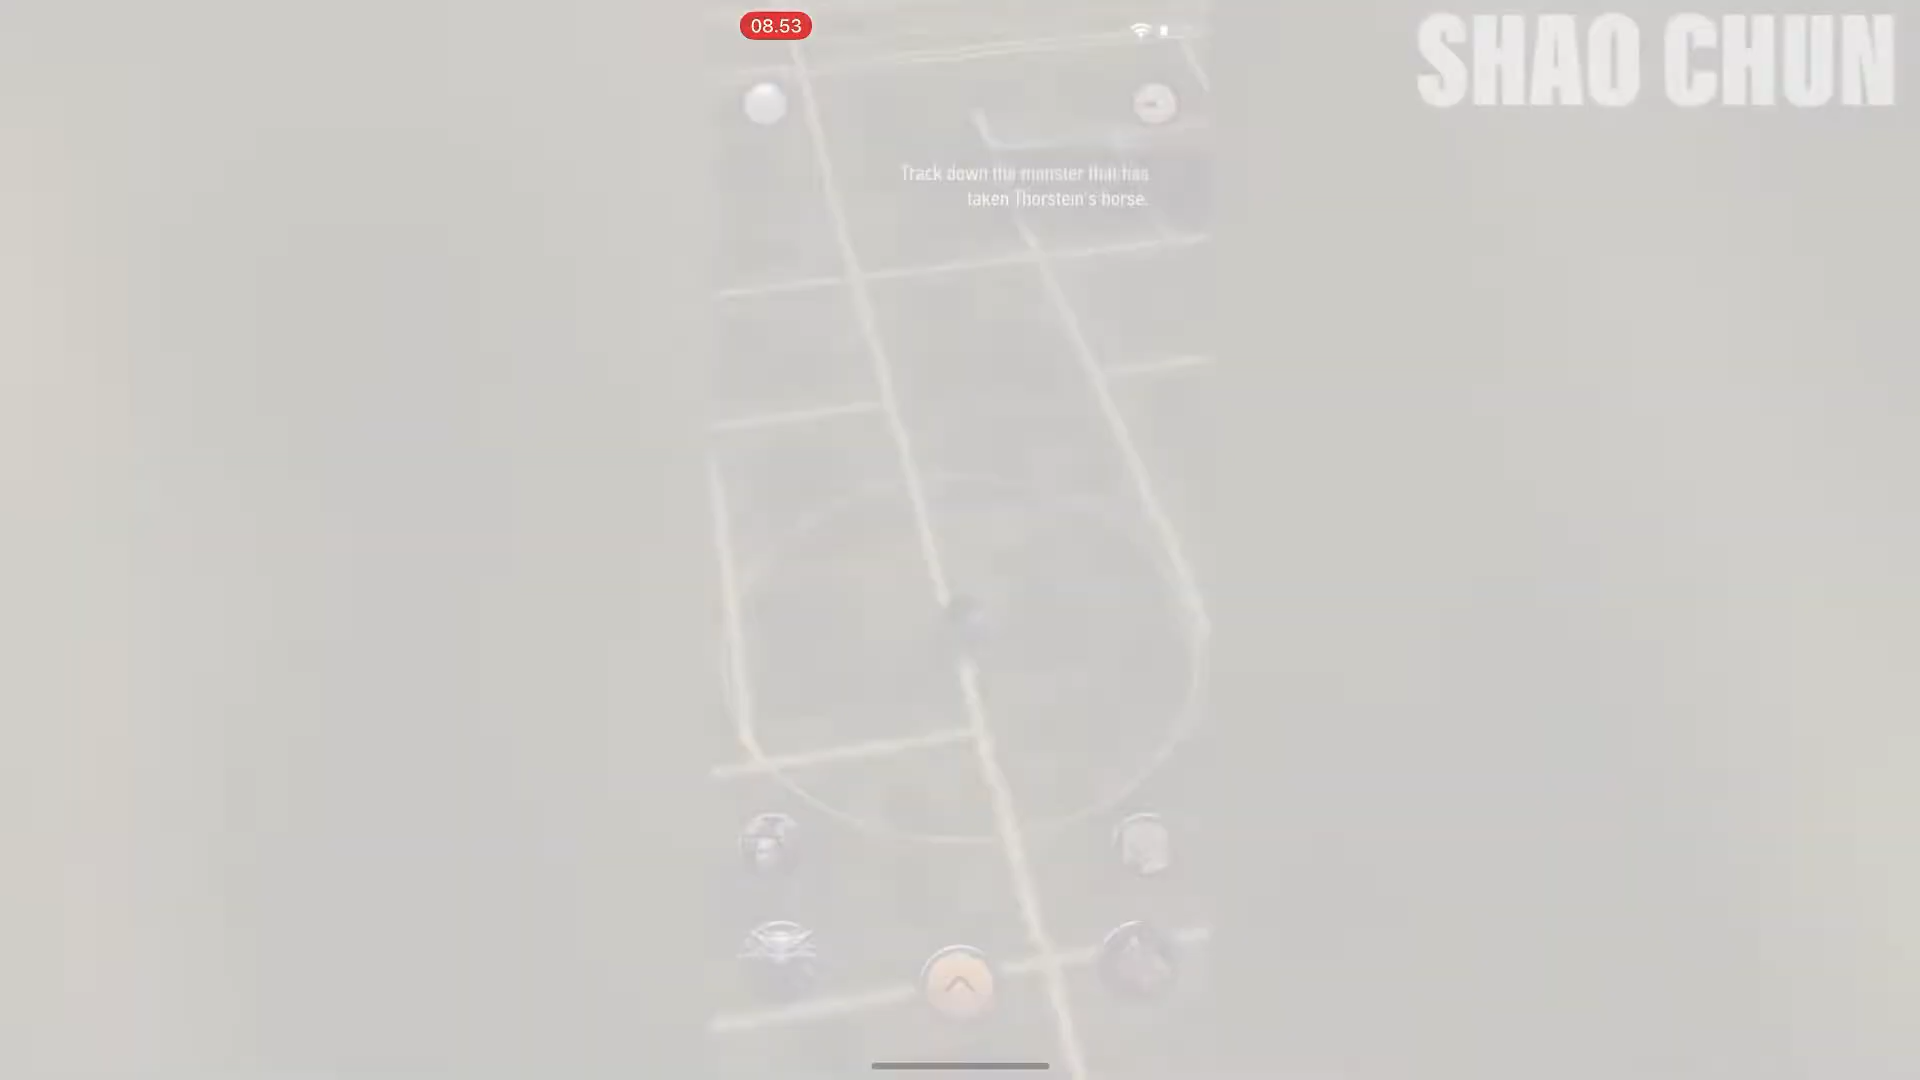 08.53
SHAO CHUN
Track down the monster that has
taken Thorstein's horse.